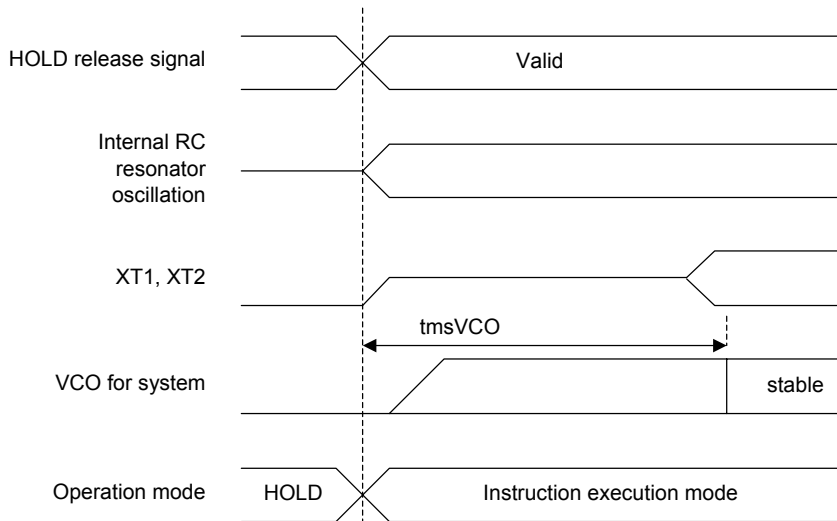 HOLD release signal
Valid
Internal RC
resonator
oscillation
XT1, XT2
tmsVCO
VCO for system
stable
Operation mode
HOLD
Instruction execution mode